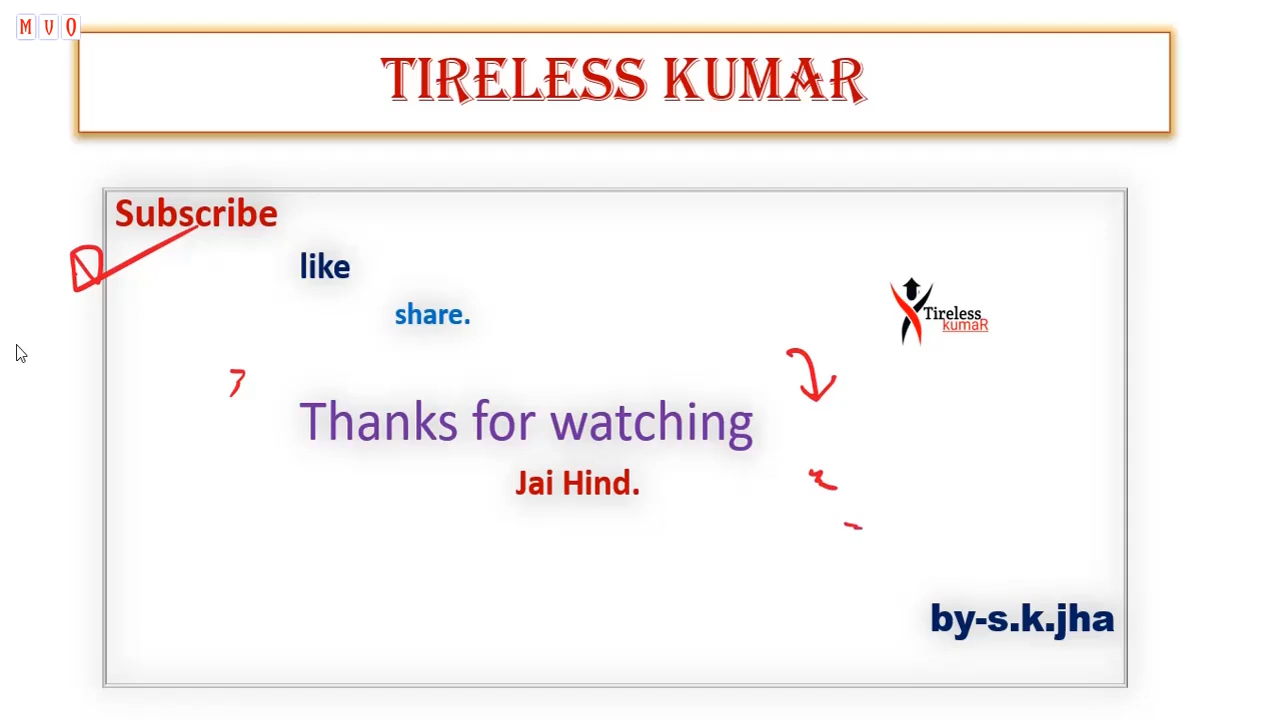 M V O
TIRELESS KUMAR
Subscribe
like
share.
Tireless
kumaR
Thanks for watching
Jai Hind.
by-s.k.jha